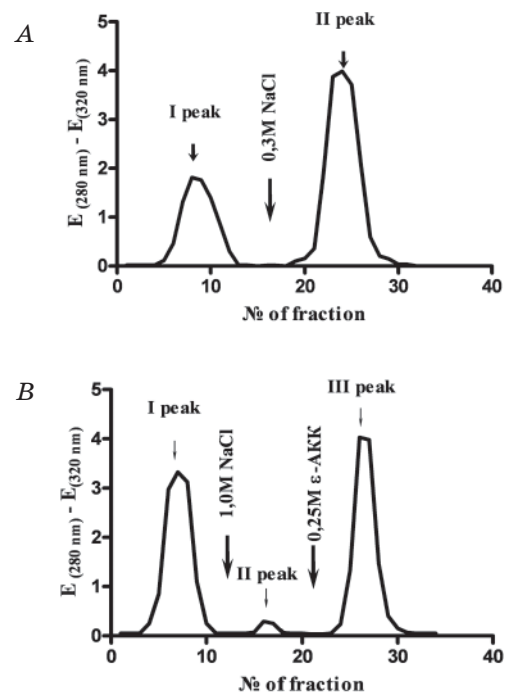 A
E (280 nm) - E(320 nm)
5
4
3
2
1
0
I peak
0,3M NaCl
II peak
0
10
20
30
40
№ of fraction
B
E (280 nm) - E(320 nm)
5
4
3
2
1
0
I peak
1,0M NaCl
II peak
0,25M ε-АКК
III peak
0
10
20
30
40
№ of fraction